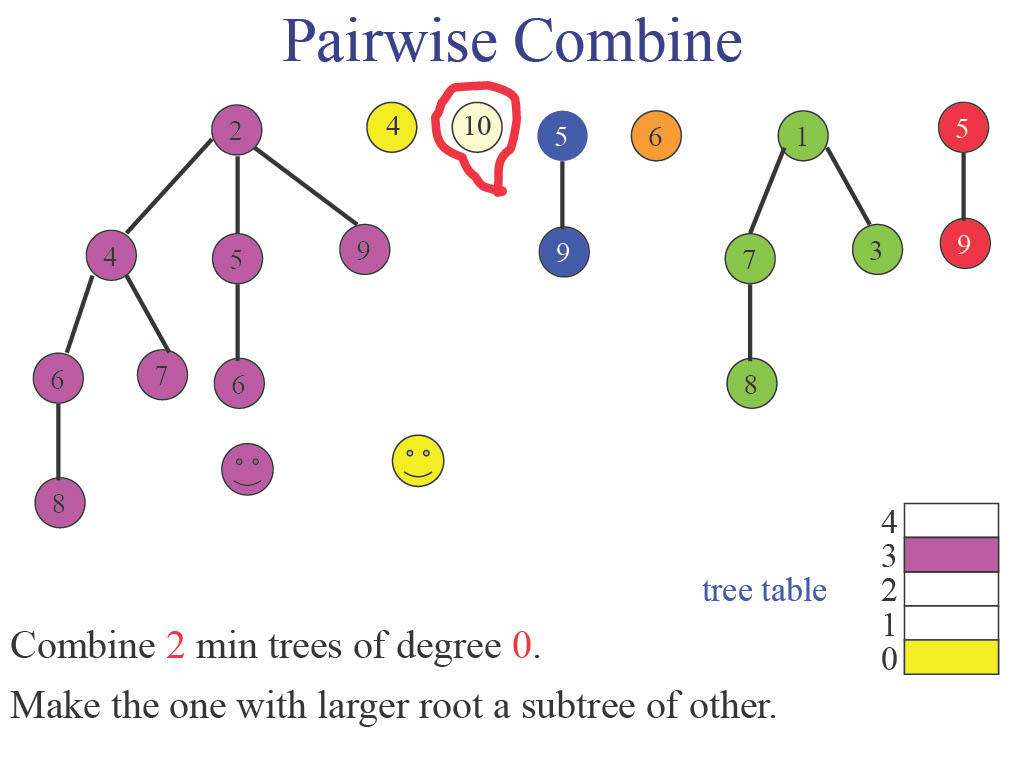 Pairwise Combine
2 4 10 5 6 1 5
4 5 9 9 7 3 9
6 7 6 8
8
4
3
tree table 2
1
0
Combine 2 min trees of degree 0.
Make the one with larger root a subtree of other.